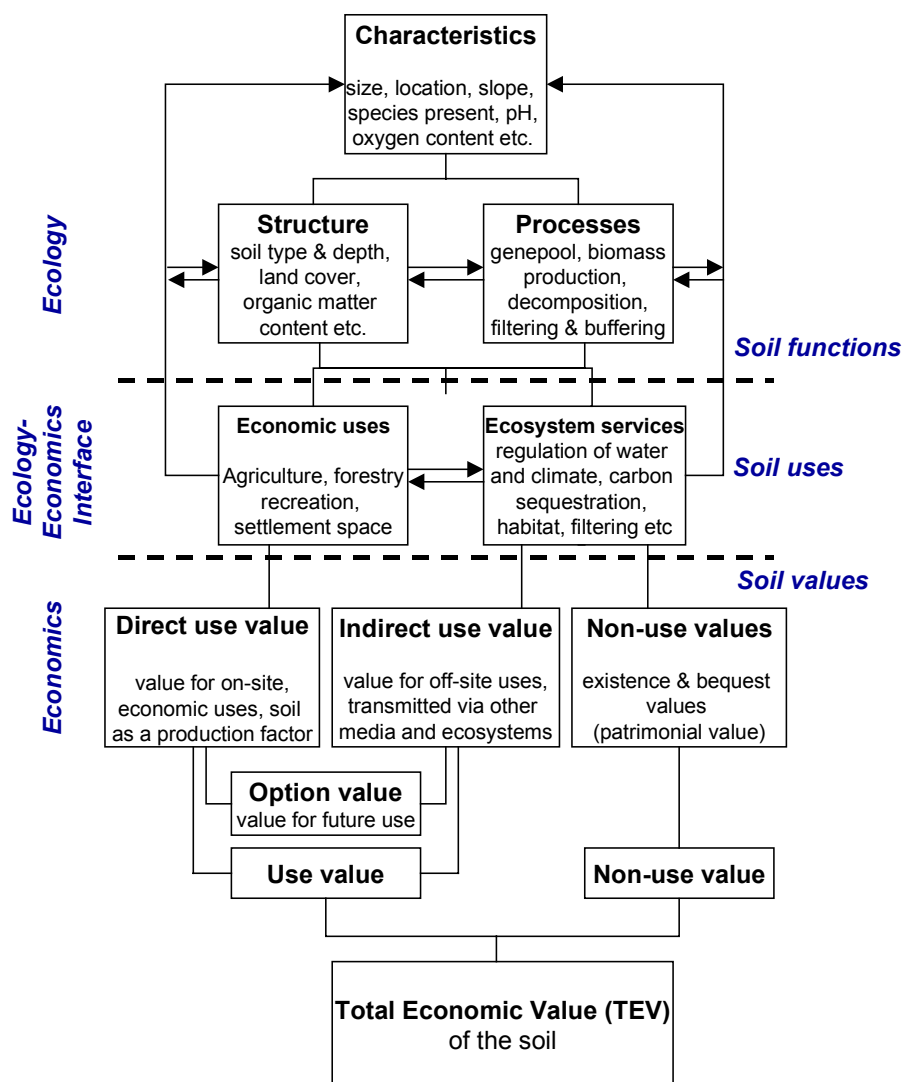 Characteristics
size, location, slope,
species present, pH,
oxygen content etc.
Ecology
Structure
soil type & depth,
land cover,
organic matter
content etc.
Processes
genepool, biomass
production,
decomposition,
filtering & buffering
Soil functions
Ecology-
Economics
Interface
Economic uses
Agriculture, forestry
recreation,
settlement space
Ecosystem services
regulation of water
and climate, carbon
sequestration,
habitat, filtering etc
Soil uses
Soil values
Economics
Direct use value
value for on-site,
economic uses, soil
as a production factor
Indirect use value
value for off-site uses,
transmitted via other
media and ecosystems
Non-use values
existence & bequest
values
(patrimonial value)
Option value
value for future use
Use value
Non-use value
Total Economic Value (TEV)
of the soil